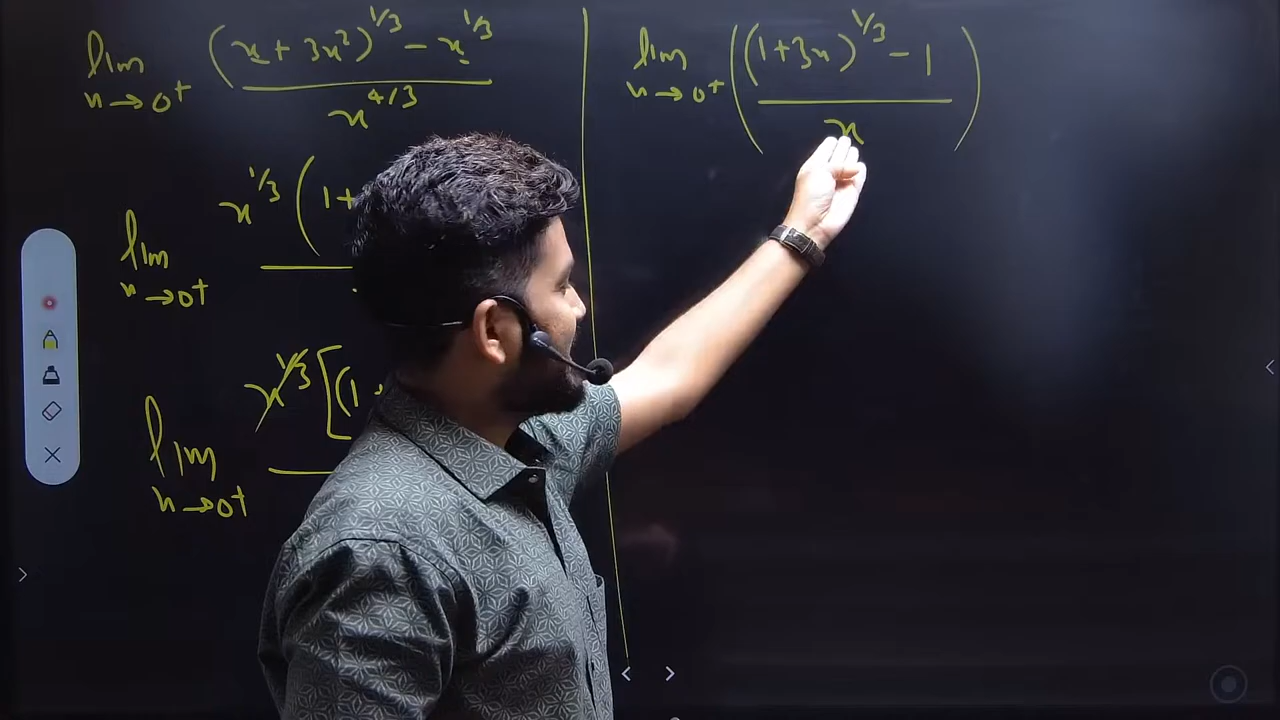 lim x→0+ (x + 3x²)^1/3 − x^1/3
x^4/3
lim x→0+ x^1/3 (1+
lim x→0+ x^1/3 [(1 +
lim x→0+ ((1+3x)^1/3 − 1
x)